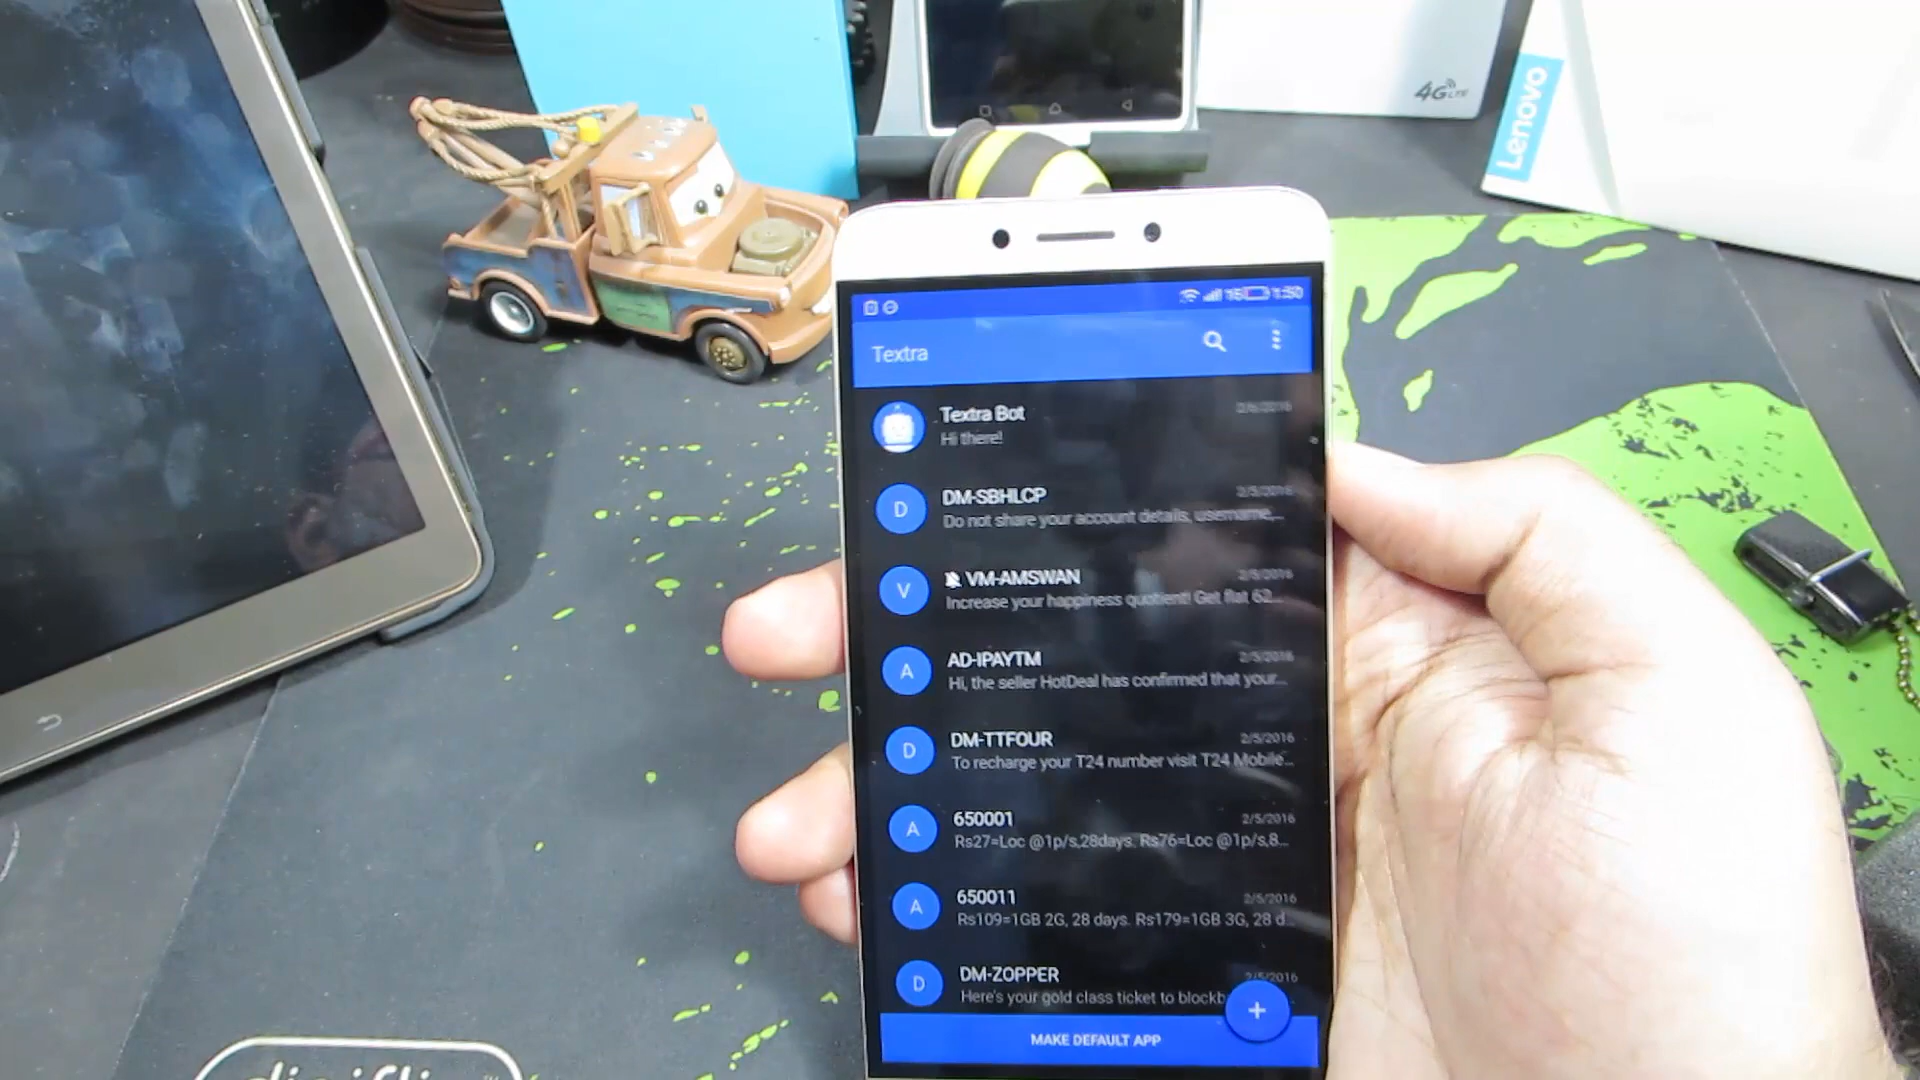 4G LTE
Lenovo
1:50
Textra
Textra Bot
2/6/2016
Hi there!
DM-SBHLCP
2/5/2016
Do not share your account details, username,...
VM-AMSWAN
2/5/2016
Increase your happiness quotient! Get flat 62...
AD-IPAYTM
2/5/2016
Hi, the seller HotDeal has confirmed that your...
DM-TTFOUR
2/5/2016
To recharge your T24 number visit T24 Mobile...
650001
2/5/2016
Rs27=Loc @1p/s,28days. Rs76=Loc @1p/s,8...
650011
2/5/2016
Rs109=1GB 2G, 28 days. Rs179=1GB 3G, 28 d...
DM-ZOPPER
2/5/2016
Here's your gold class ticket to blockb
MAKE DEFAULT APP
D
V
A
D
A
A
D